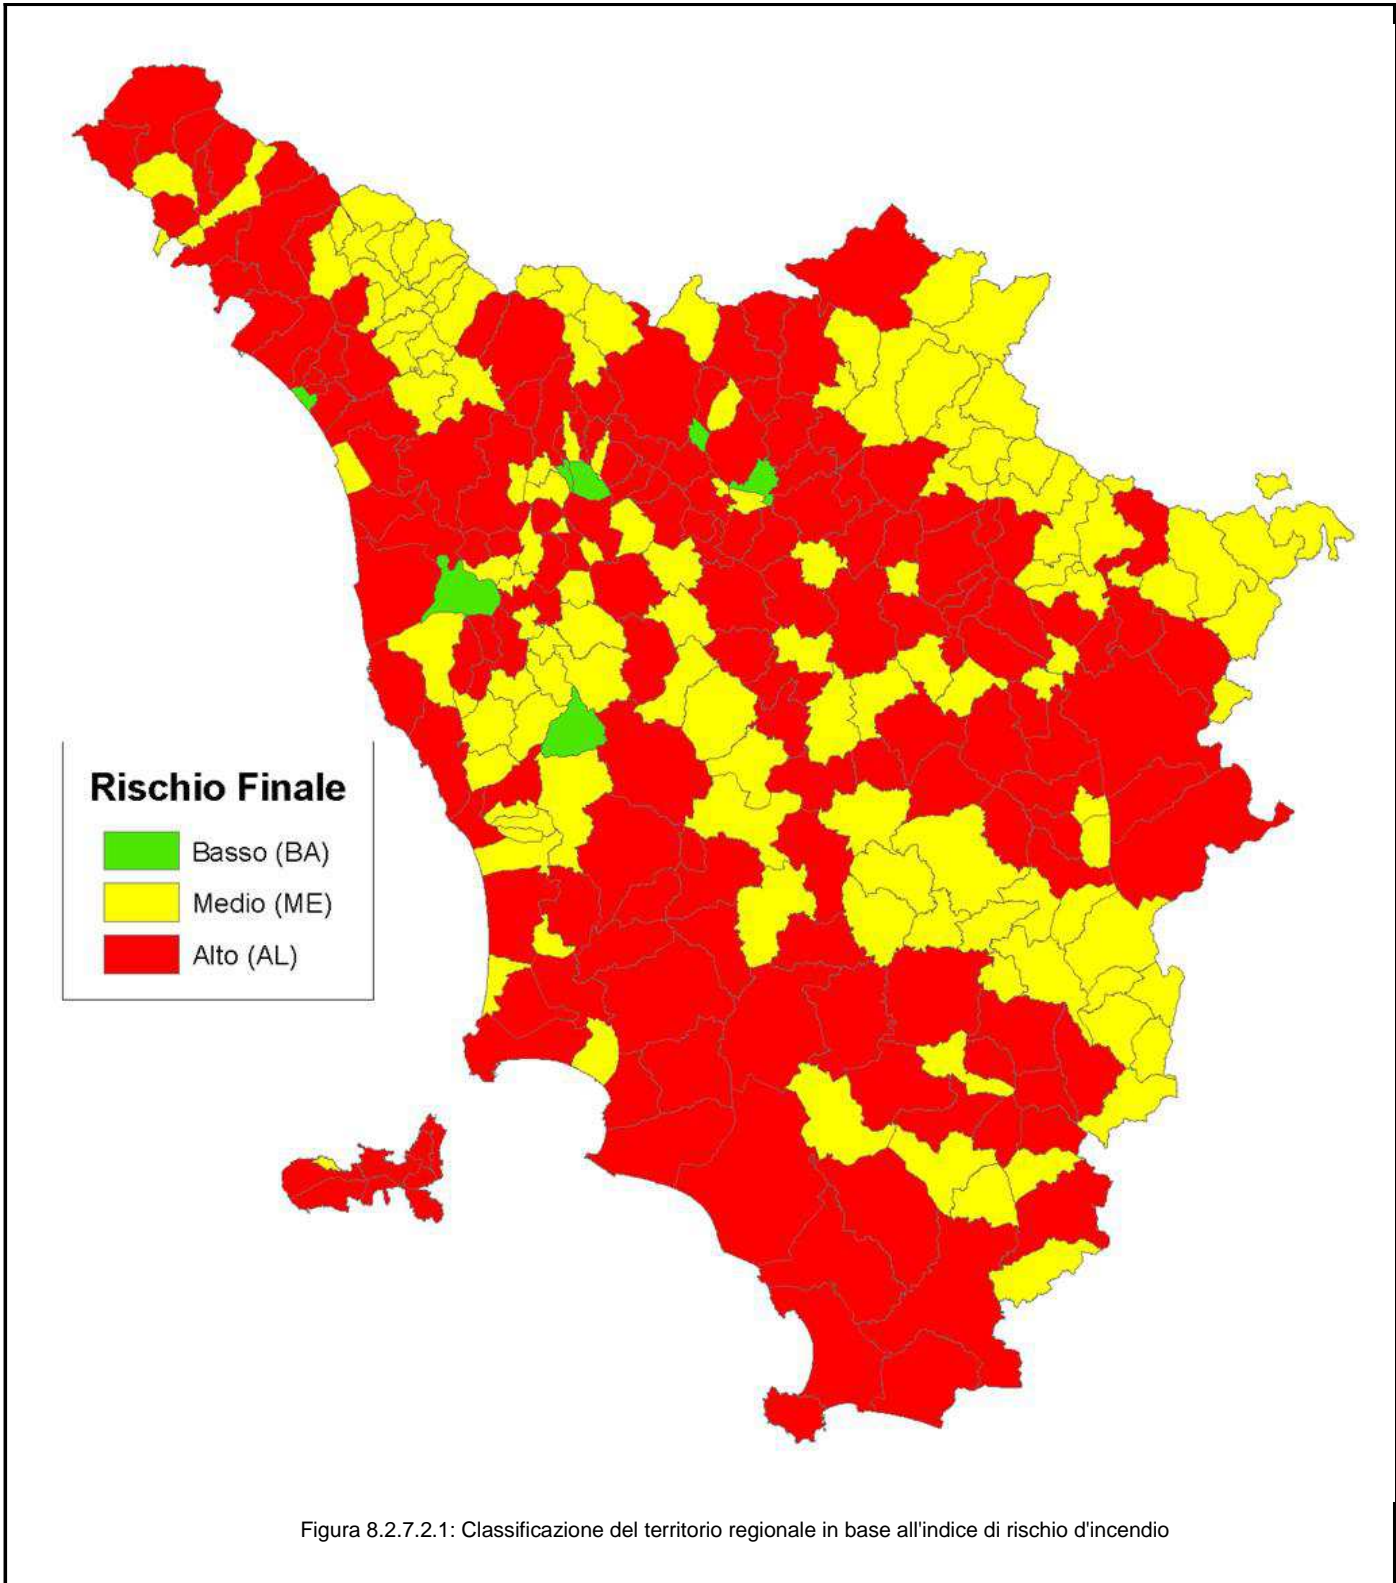 Rischio Finale
Basso (BA)
Medio (ME)
Alto (AL)
Figura 8.2.7.2.1: Classificazione del territorio regionale in base all'indice di rischio d'incendio